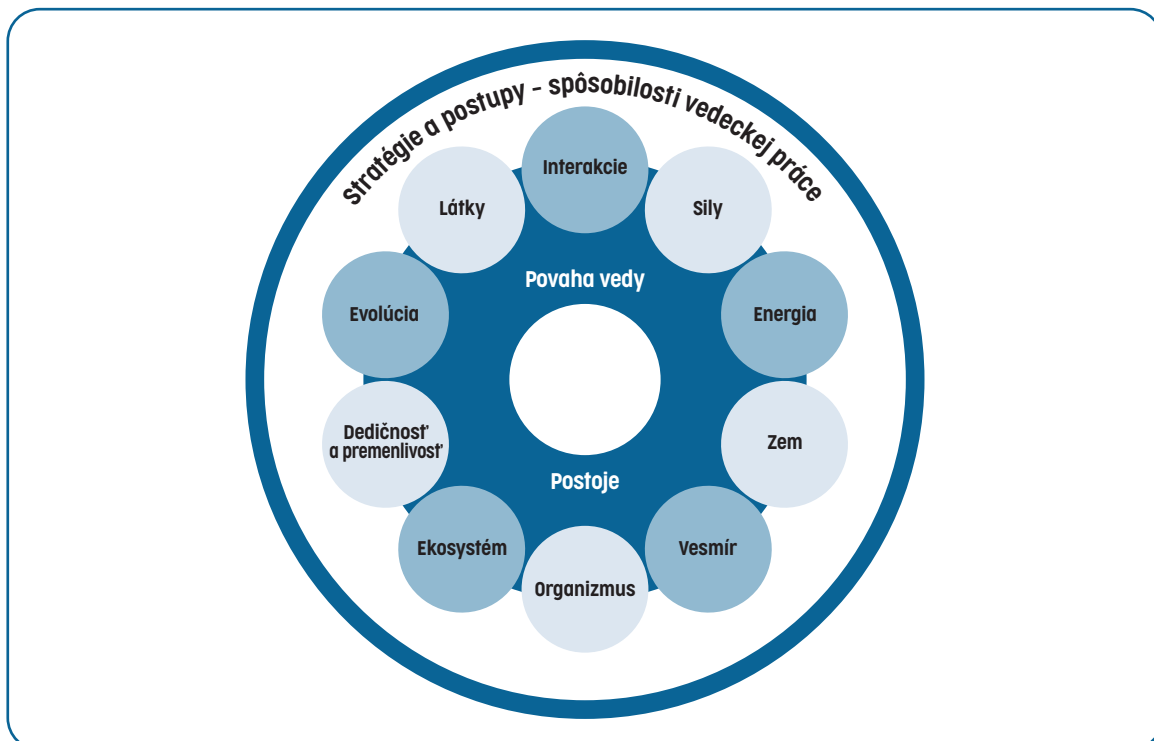 Stratégie a postupy - spôsobilosti vedeckej práce
Interakcie
Látky
Sily
Povaha vedy
Evolúcia
Energia
Dedičnosť
a premenlivosť
Zem
Postoje
Ekosystém
Vesmír
Organizmus